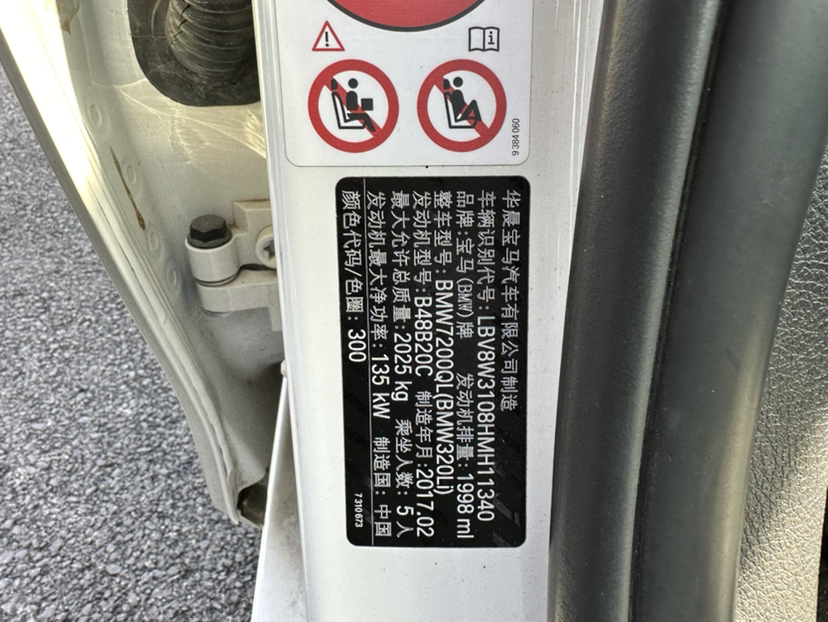 9 384 060
华晨宝马汽车有限公司制造
车辆识别代号: LBV8W3108HMH11340
品牌: 宝马(BMW)牌 发动机排量: 1998 ml
整车型号: BMW7200QL(BMW320Li)
发动机型号: B48B20C 制造年月: 2017.02
最大允许总质量: 2025 kg 乘坐人数: 5 人
发动机最大净功率: 135 kW 制造国: 中国
颜色代码/色圈: 300
7 310 673